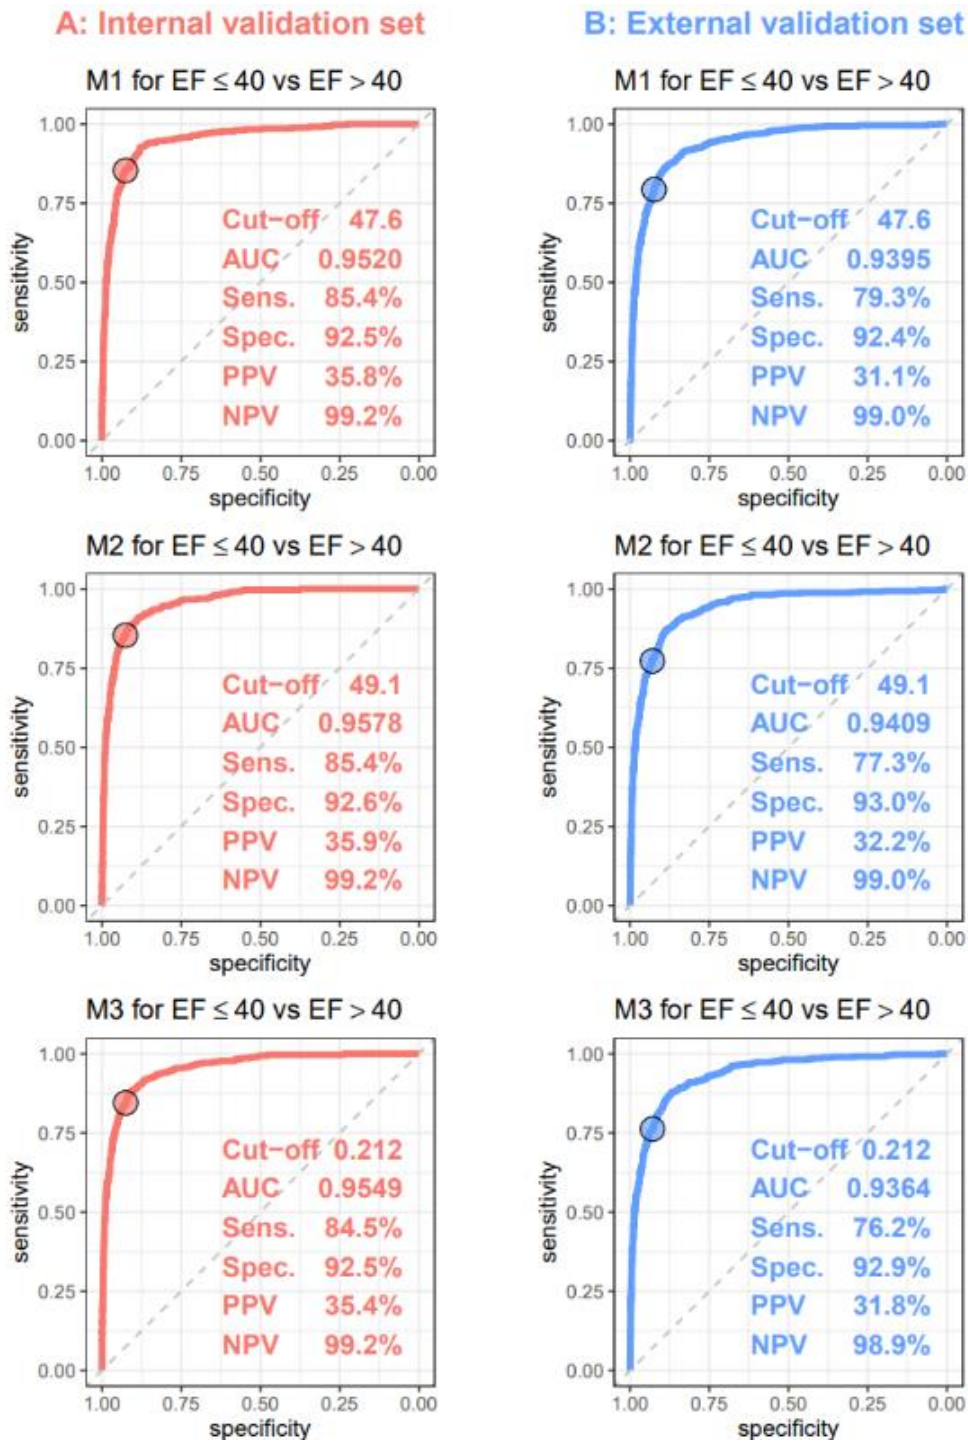 A: Internal validation set
B: External validation set
M1 for EF ≤ 40 vs EF > 40
1.00
0.75
0.50
0.25
0.00
sensitivity
Cut−off 47.6
AUC 0.9520
Sens. 85.4%
Spec. 92.5%
PPV 35.8%
NPV 99.2%
1.00 0.75 0.50 0.25 0.00
specificity
M1 for EF ≤ 40 vs EF > 40
1.00
0.75
0.50
0.25
0.00
sensitivity
Cut−off 47.6
AUC 0.9395
Sens. 79.3%
Spec. 92.4%
PPV 31.1%
NPV 99.0%
1.00 0.75 0.50 0.25 0.00
specificity
M2 for EF ≤ 40 vs EF > 40
1.00
0.75
0.50
0.25
0.00
sensitivity
Cut−off 49.1
AUC 0.9578
Sens. 85.4%
Spec. 92.6%
PPV 35.9%
NPV 99.2%
1.00 0.75 0.50 0.25 0.00
specificity
M2 for EF ≤ 40 vs EF > 40
1.00
0.75
0.50
0.25
0.00
sensitivity
Cut−off 49.1
AUC 0.9409
Sens. 77.3%
Spec. 93.0%
PPV 32.2%
NPV 99.0%
1.00 0.75 0.50 0.25 0.00
specificity
M3 for EF ≤ 40 vs EF > 40
1.00
0.75
0.50
0.25
0.00
sensitivity
Cut−off 0.212
AUC 0.9549
Sens. 84.5%
Spec. 92.5%
PPV 35.4%
NPV 99.2%
1.00 0.75 0.50 0.25 0.00
specificity
M3 for EF ≤ 40 vs EF > 40
1.00
0.75
0.50
0.25
0.00
sensitivity
Cut−off 0.212
AUC 0.9364
Sens. 76.2%
Spec. 92.9%
PPV 31.8%
NPV 98.9%
1.00 0.75 0.50 0.25 0.00
specificity